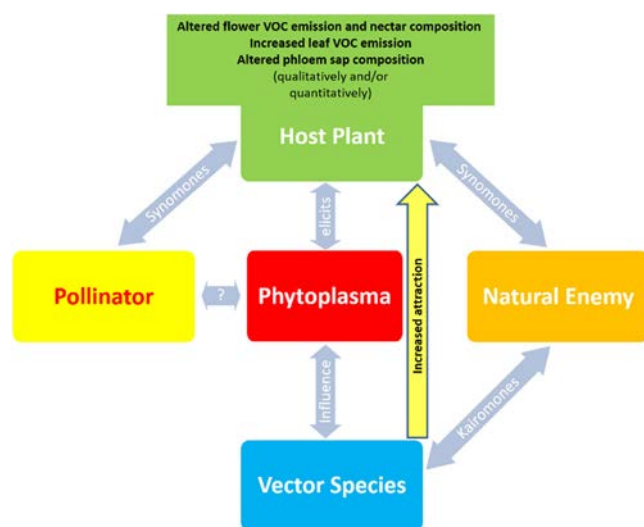 Altered flower VOC emission and nectar composition
Increased leaf VOC emission
Altered phloem sap composition
(qualitatively and/or
quantitatively)
Host Plant
Synomones
elicits
Synomones
Increased attraction
Pollinator
?
Phytoplasma
Natural Enemy
Influence
Kairomones
Vector Species